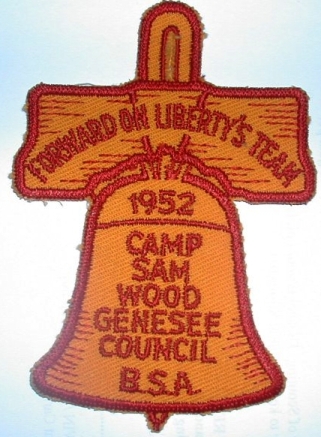 FORWARD ON LIBERTY'S TEAM
1952
CAMP
SAM
WOOD
GENESEE
COUNCIL
B.S.A.